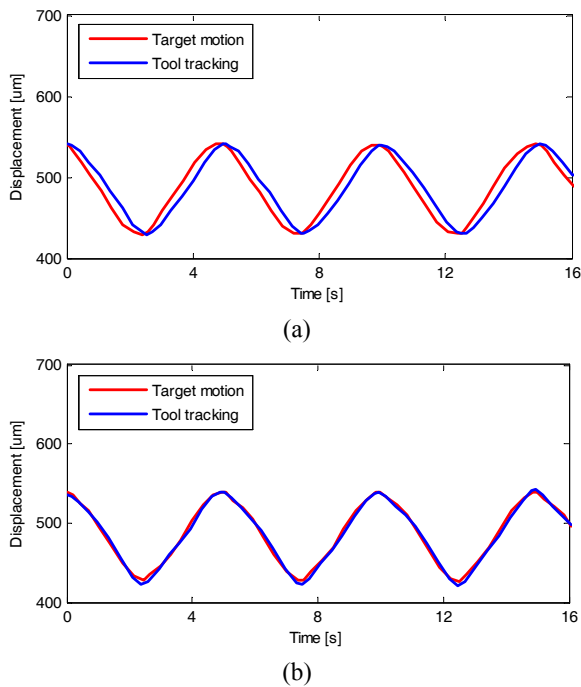 700
Target motion
Tool tracking
600
500
400
Displacement [um]
0 4 8 12 16
Time [s]
(a)
700
Target motion
Tool tracking
600
500
400
Displacement [um]
0 4 8 12 16
Time [s]
(b)